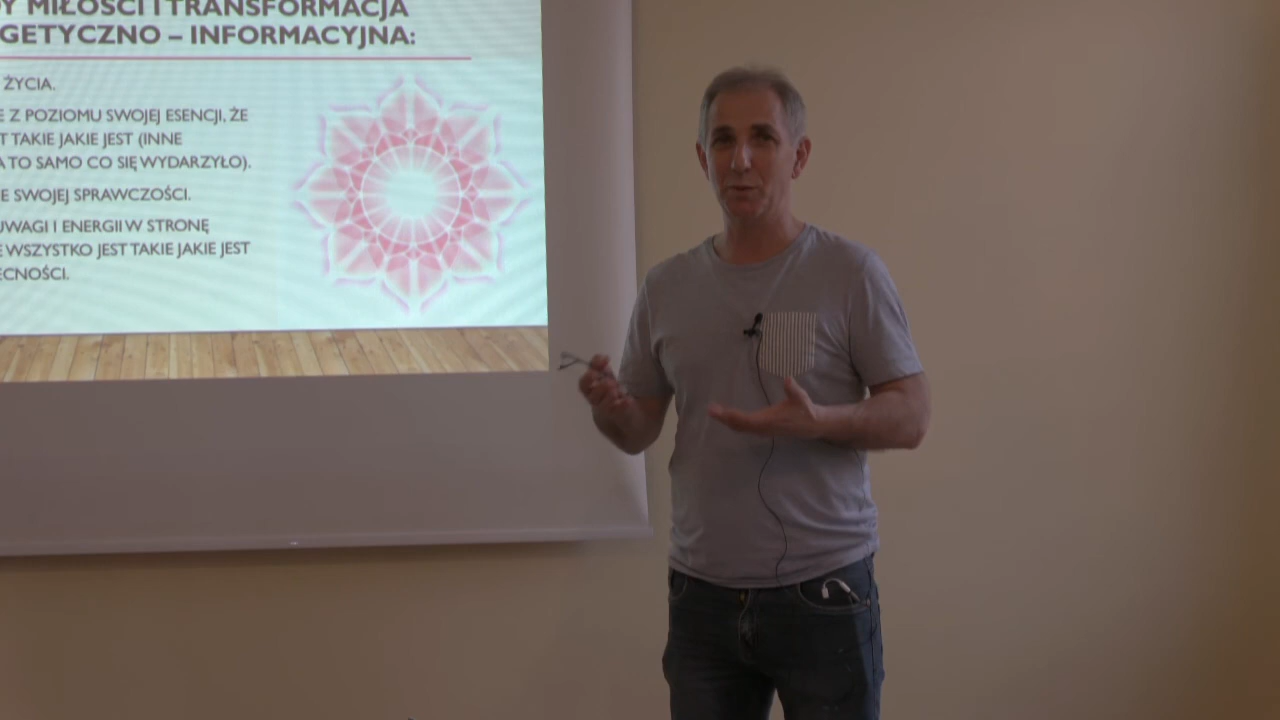 MIŁOŚCI I TRANSFORMACJA
GETYCZNO – INFORMACYJNA:
ŻYCIA.
E Z POZIOMU SWOJEJ ESENCJI, ŻE
T TAKIE JAKIE JEST (INNE
A TO SAMO CO SIĘ WYDARZYŁO).
IE SWOJEJ SPRAWCZOŚCI.
UWAGI I ENERGII W STRONĘ
E WSZYSTKO JEST TAKIE JAKIE JEST
ECNOŚCI.